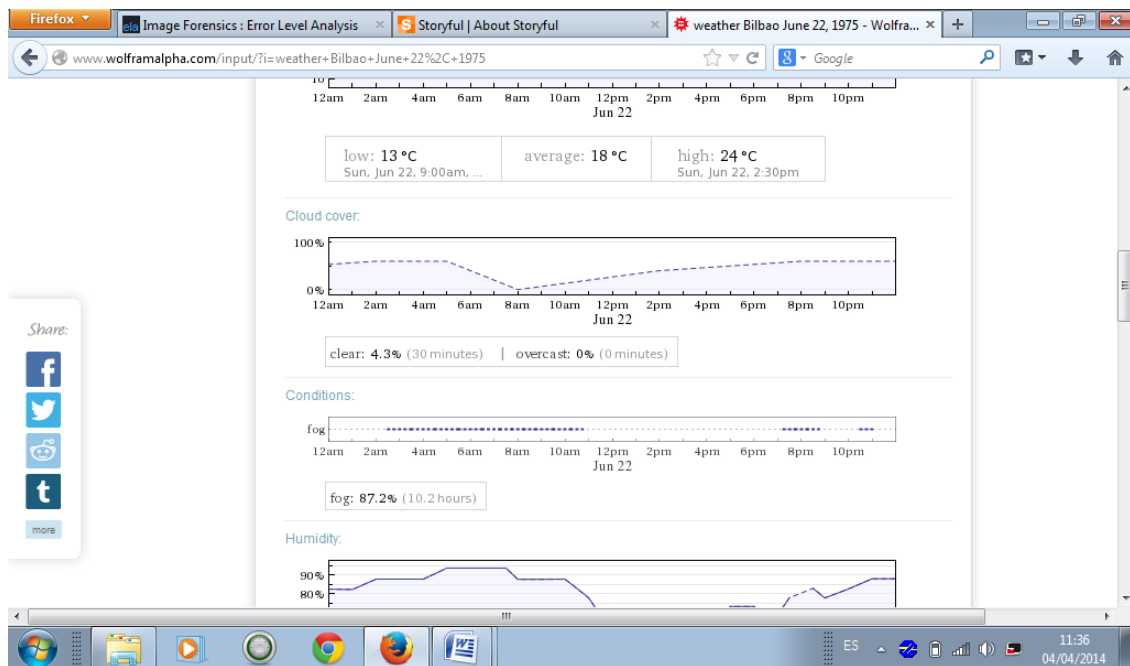 Firefox
Image Forensics : Error Level Analysis
Storyful | About Storyful
weather Bilbao June 22, 1975 - Wolfra...
www.wolframalpha.com/input/?i=weather+Bilbao+June+22%2C+1975
Google
10
12am 2am 4am 6am 8am 10am 12pm 2pm 4pm 6pm 8pm 10pm
Jun 22
low: 13 °C average: 18 °C high: 24 °C
Sun, Jun 22, 9:00am, ... Sun, Jun 22, 2:30pm
Cloud cover:
100%
0%
12am 2am 4am 6am 8am 10am 12pm 2pm 4pm 6pm 8pm 10pm
Jun 22
Share:
clear: 4.3% (30 minutes) | overcast: 0% (0 minutes)
Conditions:
fog
12am 2am 4am 6am 8am 10am 12pm 2pm 4pm 6pm 8pm 10pm
Jun 22
fog: 87.2% (10.2 hours)
more
Humidity:
90%
80%
ES 11:36
04/04/2014